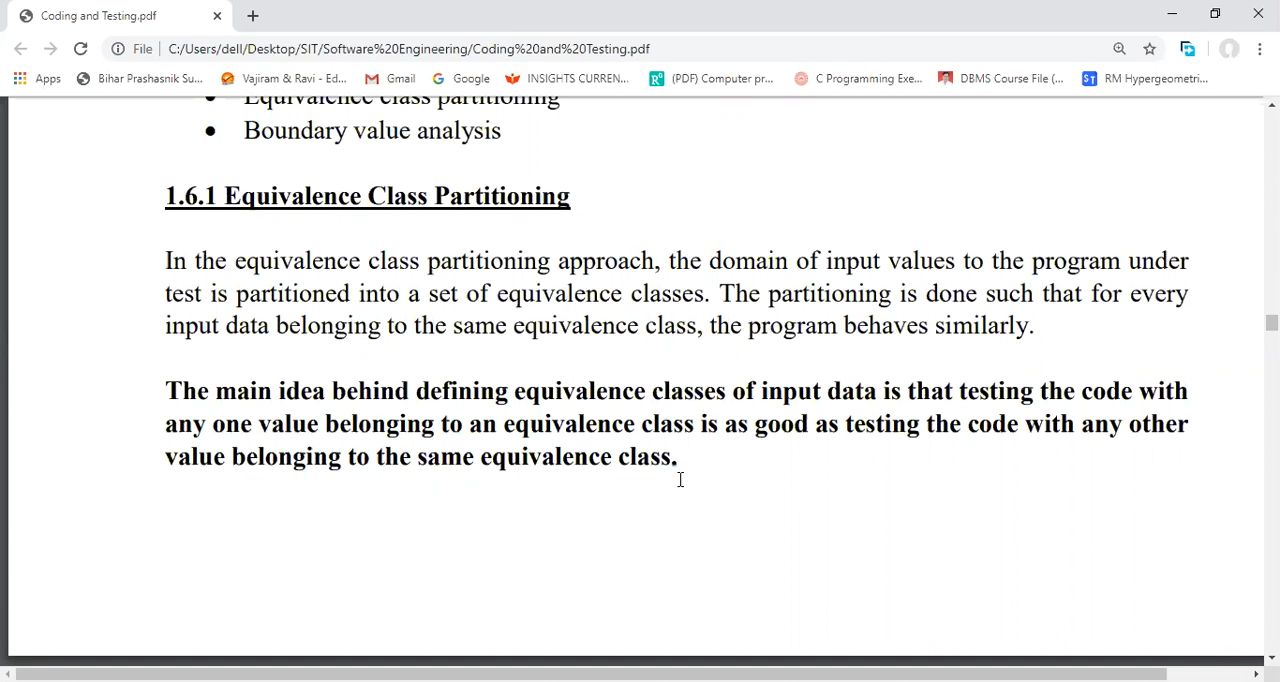 Coding and Testing.pdf
File | C:/Users/dell/Desktop/SIT/Software%20Engineering/Coding%20and%20Testing.pdf
Apps Bihar Prashasnik Su... Vajiram & Ravi - Ed... Gmail Google INSIGHTS CURREN... (PDF) Computer pr... C Programming Exe... DBMS Course File (... RM Hypergeometri...
• Equivalence class partitioning
• Boundary value analysis
1.6.1 Equivalence Class Partitioning
In the equivalence class partitioning approach, the domain of input values to the program under
test is partitioned into a set of equivalence classes. The partitioning is done such that for every
input data belonging to the same equivalence class, the program behaves similarly.
The main idea behind defining equivalence classes of input data is that testing the code with
any one value belonging to an equivalence class is as good as testing the code with any other
value belonging to the same equivalence class.